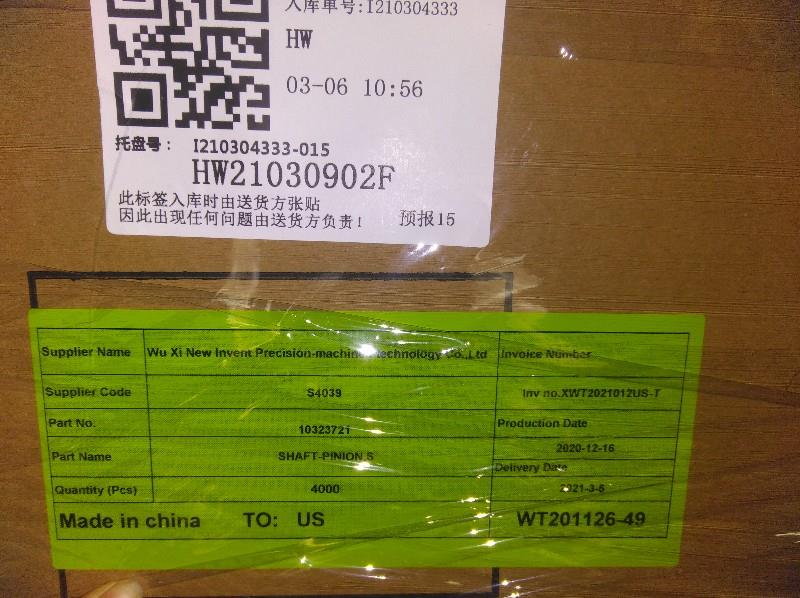 入库单号:I210304333
HW
03-06 10:56
托盘号： I210304333-015
HW21030902F
此标签入库时由送货方张贴
因此出现任何问题由送货方负责！ 预报15
Supplier Name Wu Xi New Invent Precision-machine technology Co.,Ltd Invoice Number
Supplier Code S4039 Inv no.XWT2021012US-T
Part No. 10323721 Production Date
2020-12-16
Part Name SHAFT-PINION S
Delivery Date
Quantity (Pcs) 4000 2021-3-6
Made in china TO: US WT201126-49